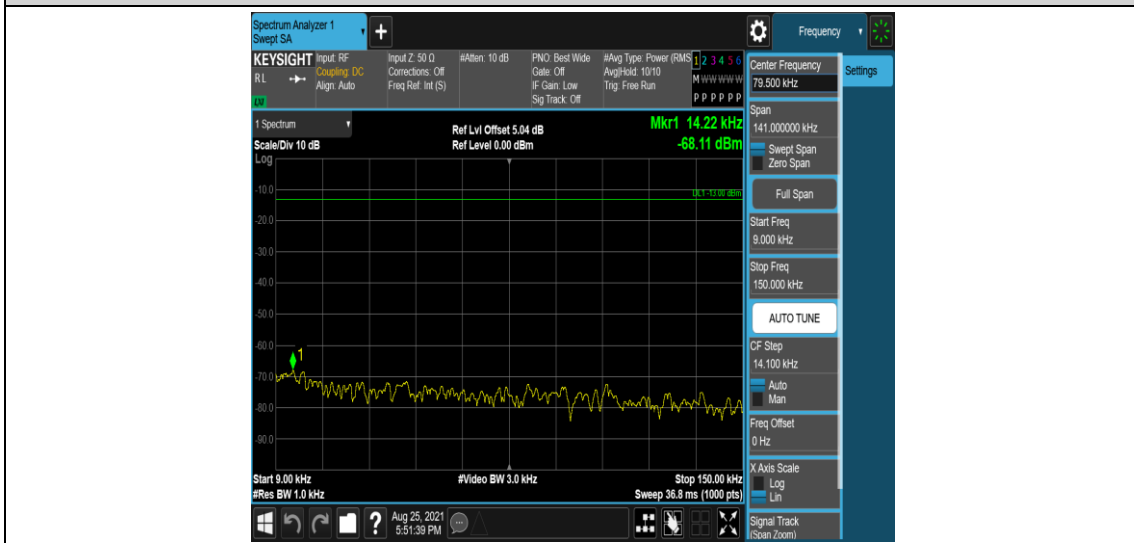 Spectrum Analyzer 1
Swept SA
+
Frequency
KEYSIGHT
RL
LXI
Input: RF
Coupling: DC
Align: Auto
Input Z: 50 Ω
Corrections: Off
Freq Ref: Int (S)
#Atten: 10 dB
PNO: Best Wide
Gate: Off
IF Gain: Low
Sig Track: Off
#Avg Type: Power (RMS
Avg|Hold: 10/10
Trig: Free Run
1 2 3 4 5 6
M W W W W W
P P P P P P
1 Spectrum
Scale/Div 10 dB
Ref Lvl Offset 5.04 dB
Ref Level 0.00 dBm
Mkr1 14.22 kHz
-68.11 dBm
Log
DL1 -13.00 dBm
-10.0
-20.0
-30.0
-40.0
-50.0
-60.0
1
-70.0
-80.0
-90.0
Start 9.00 kHz
#Video BW 3.0 kHz
Stop 150.00 kHz
#Res BW 1.0 kHz
Sweep 36.8 ms (1000 pts)
?
Aug 25, 2021
5:51:39 PM
Settings
Center Frequency
79.500 kHz
Span
141.000000 kHz
Swept Span
Zero Span
Full Span
Start Freq
9.000 kHz
Stop Freq
150.000 kHz
AUTO TUNE
CF Step
14.100 kHz
Auto
Man
Freq Offset
0 Hz
X Axis Scale
Log
Lin
Signal Track
(Span Zoom)